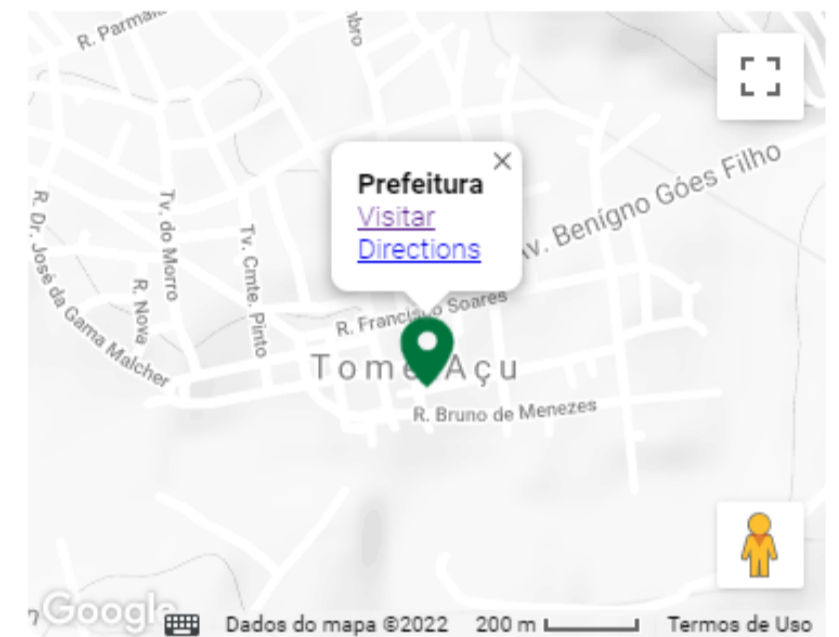 R. Parmal
bro
Prefeitura
Visitar
Directions
Av. Benigno Góes Filho
R. Dr. José da Gama Malcher
Tv. do Morro
R. Nova
Tv. Cmte. Pinto
R. Francisco Soares
Tomé-Açu
R. Bruno de Menezes
Google
Dados do mapa ©2022
200 m
Termos de Uso